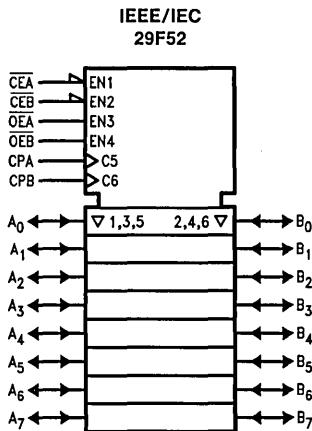 IEEE/IEC
29F52
CEA EN1
CEB EN2
OEA EN3
OEB EN4
CPA C5
CPB C6
A0 ▽ 1,3,5 2,4,6 ▽ B0
A1 B1
A2 B2
A3 B3
A4 B4
A5 B5
A6 B6
A7 B7